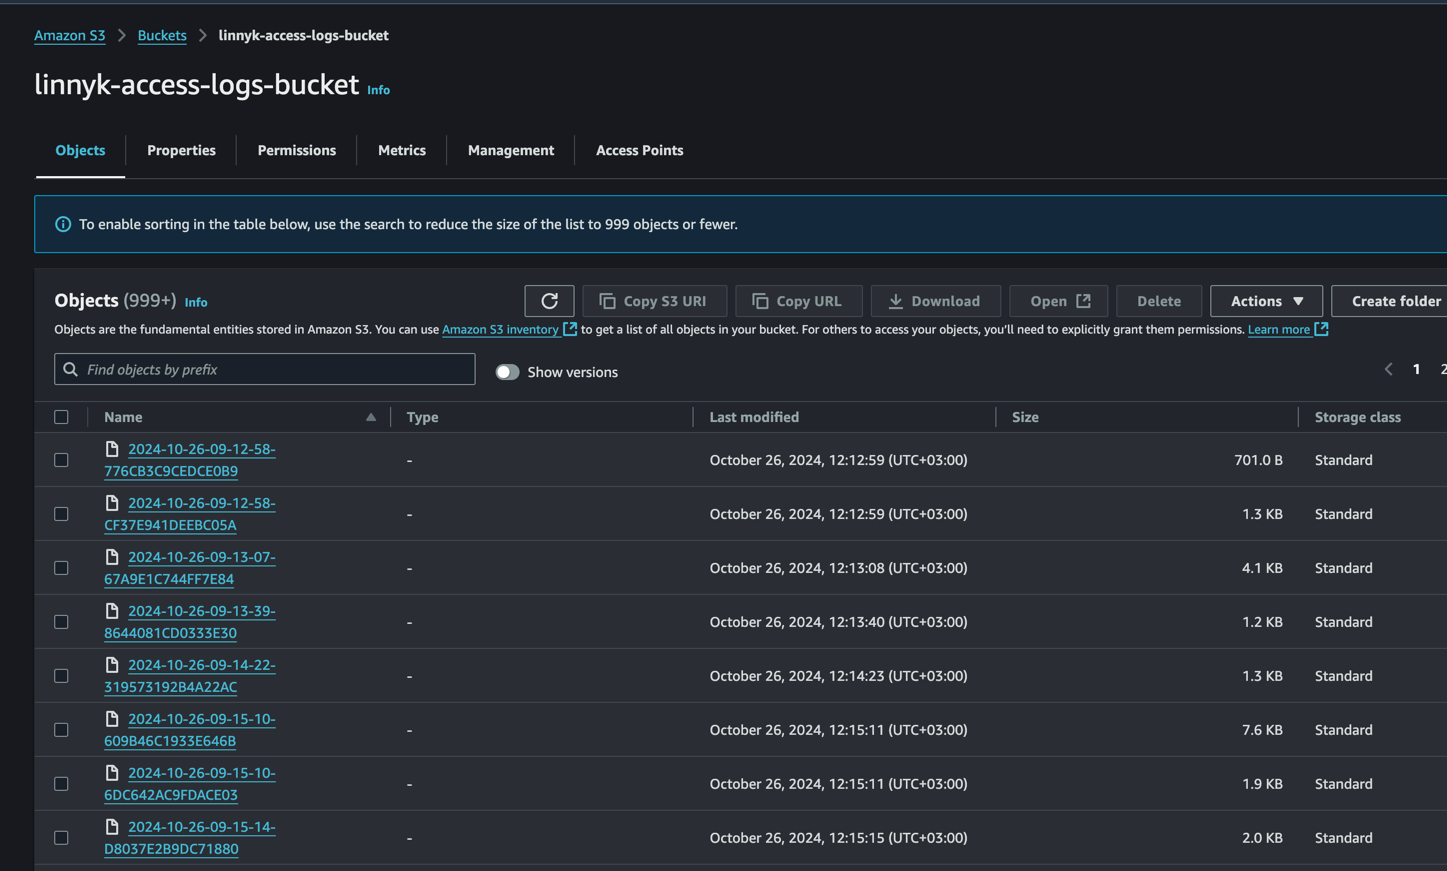 Amazon S3 > Buckets > linnyk-access-logs-bucket
linnyk-access-logs-bucket Info
Objects Properties Permissions Metrics Management Access Points
To enable sorting in the table below, use the search to reduce the size of the list to 999 objects or fewer.
Objects (999+) Info Copy S3 URI Copy URL Download Open Delete Actions Create folder
Objects are the fundamental entities stored in Amazon S3. You can use Amazon S3 inventory to get a list of all objects in your bucket. For others to access your objects, you'll need to explicitly grant them permissions. Learn more
Find objects by prefix Show versions 1 2
Name Type Last modified Size Storage class
2024-10-26-09-12-58-
776CB3C9CEDCE0B9 - October 26, 2024, 12:12:59 (UTC+03:00) 701.0 B Standard
2024-10-26-09-12-58-
CF37E941DEEBC05A - October 26, 2024, 12:12:59 (UTC+03:00) 1.3 KB Standard
2024-10-26-09-13-07-
67A9E1C744FF7E84 - October 26, 2024, 12:13:08 (UTC+03:00) 4.1 KB Standard
2024-10-26-09-13-39-
8644081CD0333E30 - October 26, 2024, 12:13:40 (UTC+03:00) 1.2 KB Standard
2024-10-26-09-14-22-
319573192B4A22AC - October 26, 2024, 12:14:23 (UTC+03:00) 1.3 KB Standard
2024-10-26-09-15-10-
609B46C1933E646B - October 26, 2024, 12:15:11 (UTC+03:00) 7.6 KB Standard
2024-10-26-09-15-10-
6DC642AC9FDACE03 - October 26, 2024, 12:15:11 (UTC+03:00) 1.9 KB Standard
2024-10-26-09-15-14-
D8037E2B9DC71880 - October 26, 2024, 12:15:15 (UTC+03:00) 2.0 KB Standard